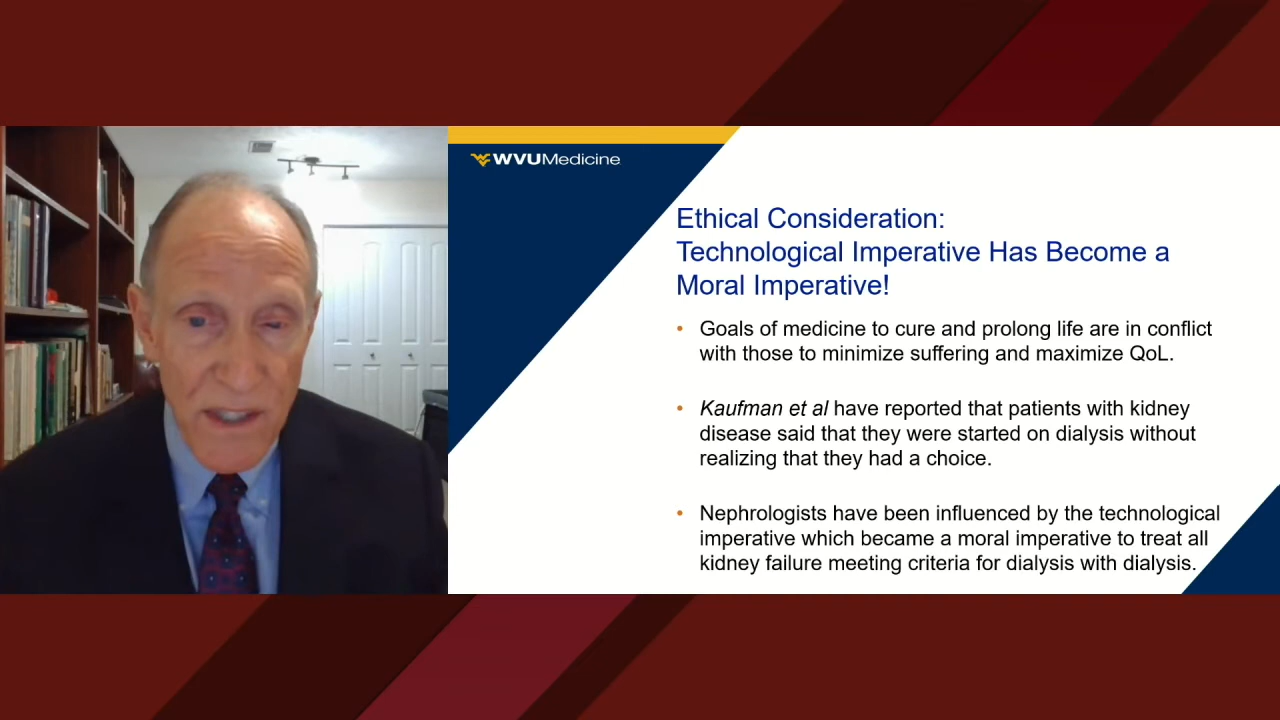 WVUMedicine
Ethical Consideration:
Technological Imperative Has Become a
Moral Imperative!
• Goals of medicine to cure and prolong life are in conflict
with those to minimize suffering and maximize QoL.
• Kaufman et al have reported that patients with kidney
disease said that they were started on dialysis without
realizing that they had a choice.
• Nephrologists have been influenced by the technological
imperative which became a moral imperative to treat all
kidney failure meeting criteria for dialysis with dialysis.